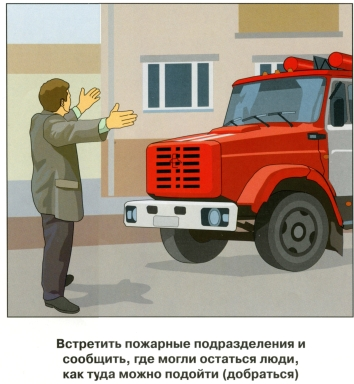 Встретить пожарные подразделения и
сообщить, где могли остаться люди,
как туда можно подойти (добраться)